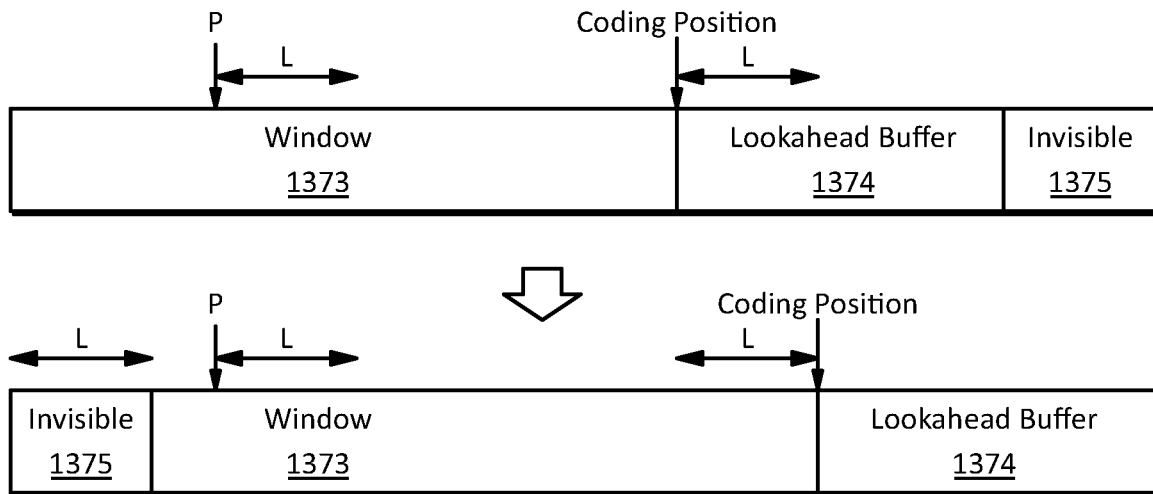 P Coding Position
L L
Window Lookahead Buffer Invisible
1373 1374 1375
P Coding Position
L L L
Invisible Window Lookahead Buffer
1375 1373 1374